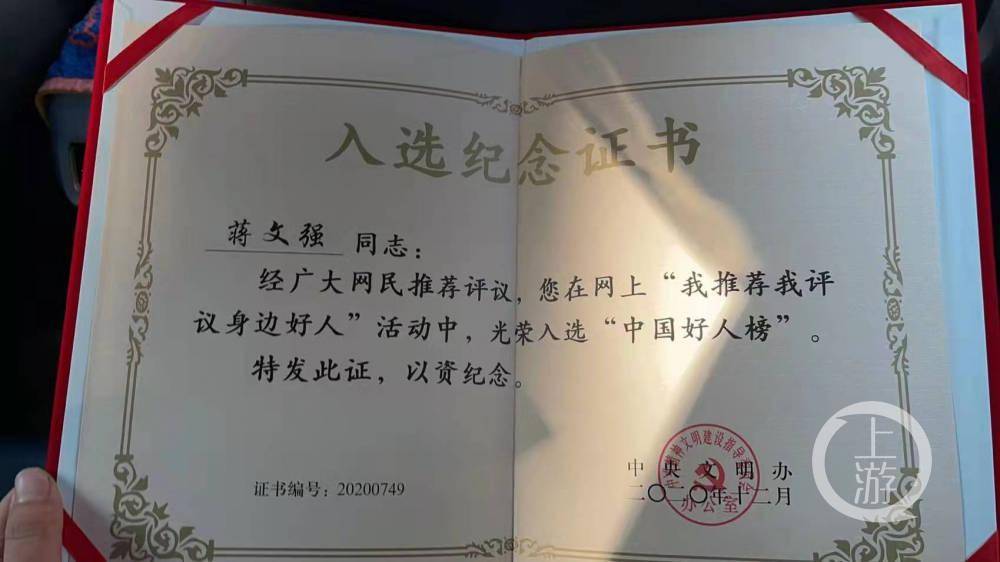 入选纪念证书
蒋文强 同志：
经广大网民推荐评议，您在网上“我推荐我评
议身边好人”活动中，光荣入选“中国好人榜”。
特发此证，以资纪念。
中央文明办
二〇二〇年十二月
证书编号：20200749
办公室
上游